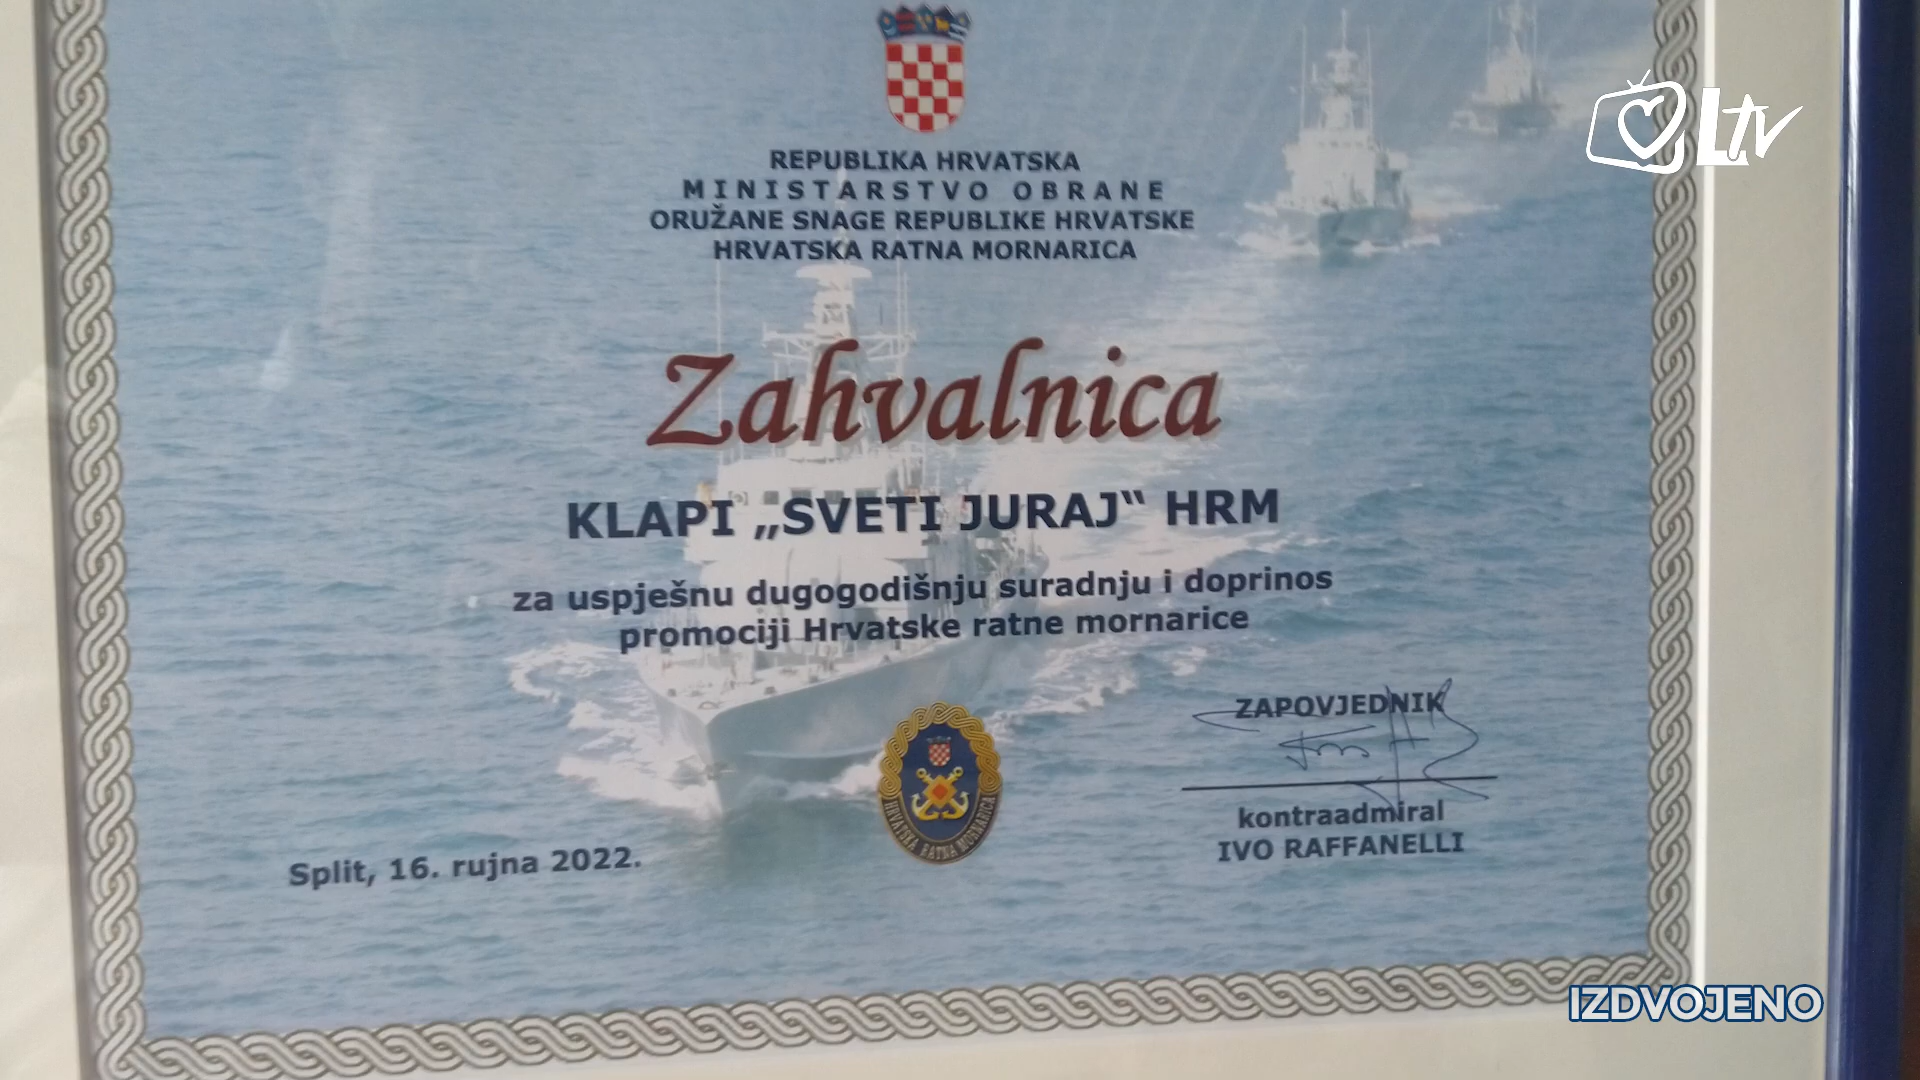 LTV
REPUBLIKA HRVATSKA
MINISTARSTVO OBRANE
ORUŽANE SNAGE REPUBLIKE HRVATSKE
HRVATSKA RATNA MORNARICA
Zahvalnica
KLAPI „SVETI JURAJ“ HRM
za uspješnu dugogodišnju suradnju i doprinos
promociji Hrvatske ratne mornarice
ZAPOVJEDNIK
HRVATSKA RATNA MORNARICA
kontraadmiral
IVO RAFFANELLI
Split, 16. rujna 2022.
IZDVOJENO